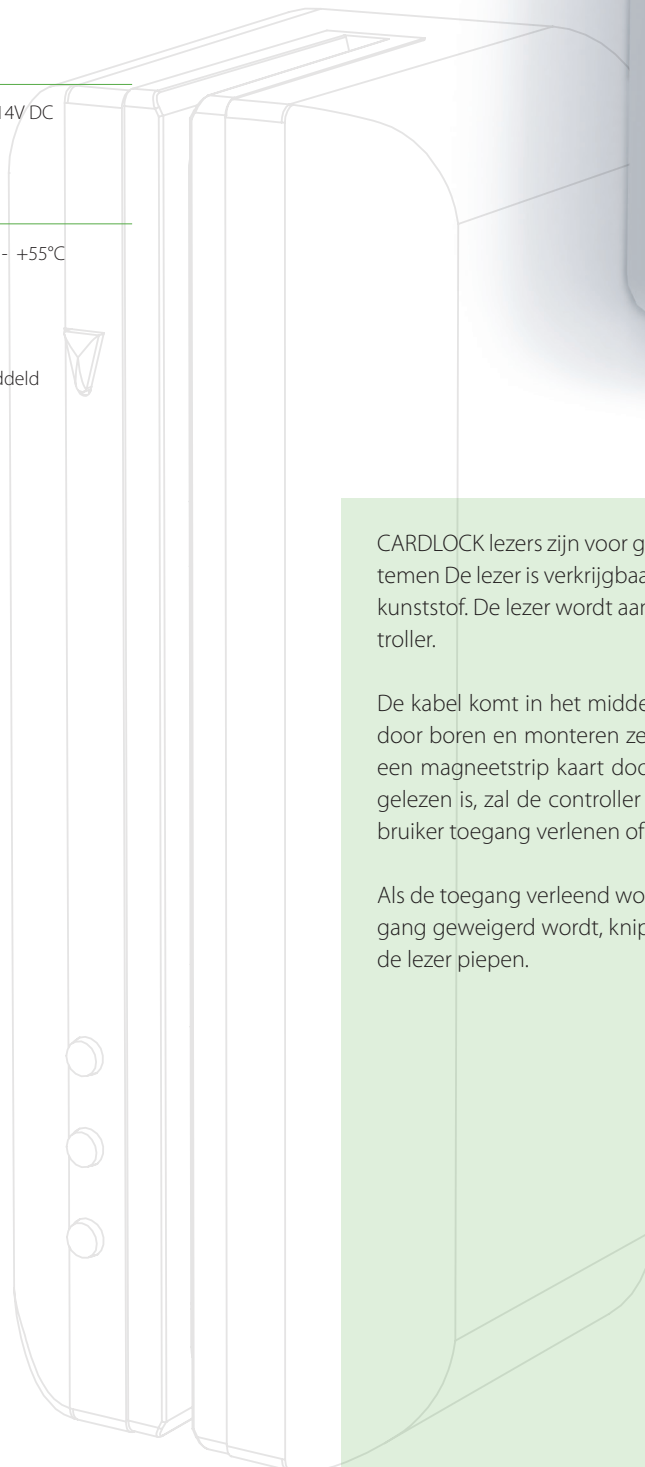 14V DC
- +55°C
CARDLOCK lezers zijn voor
temen De lezer is verkrijgbaa
kunststof. De lezer wordt aan
troller.
De kabel komt in het midde
door boren en monteren ze
een magneetstrip kaart doo
gelezen is, zal de controller
bruiker toegang verlenen of
Als de toegang verleend wo
gang geweigerd wordt, knip
de lezer piepen.